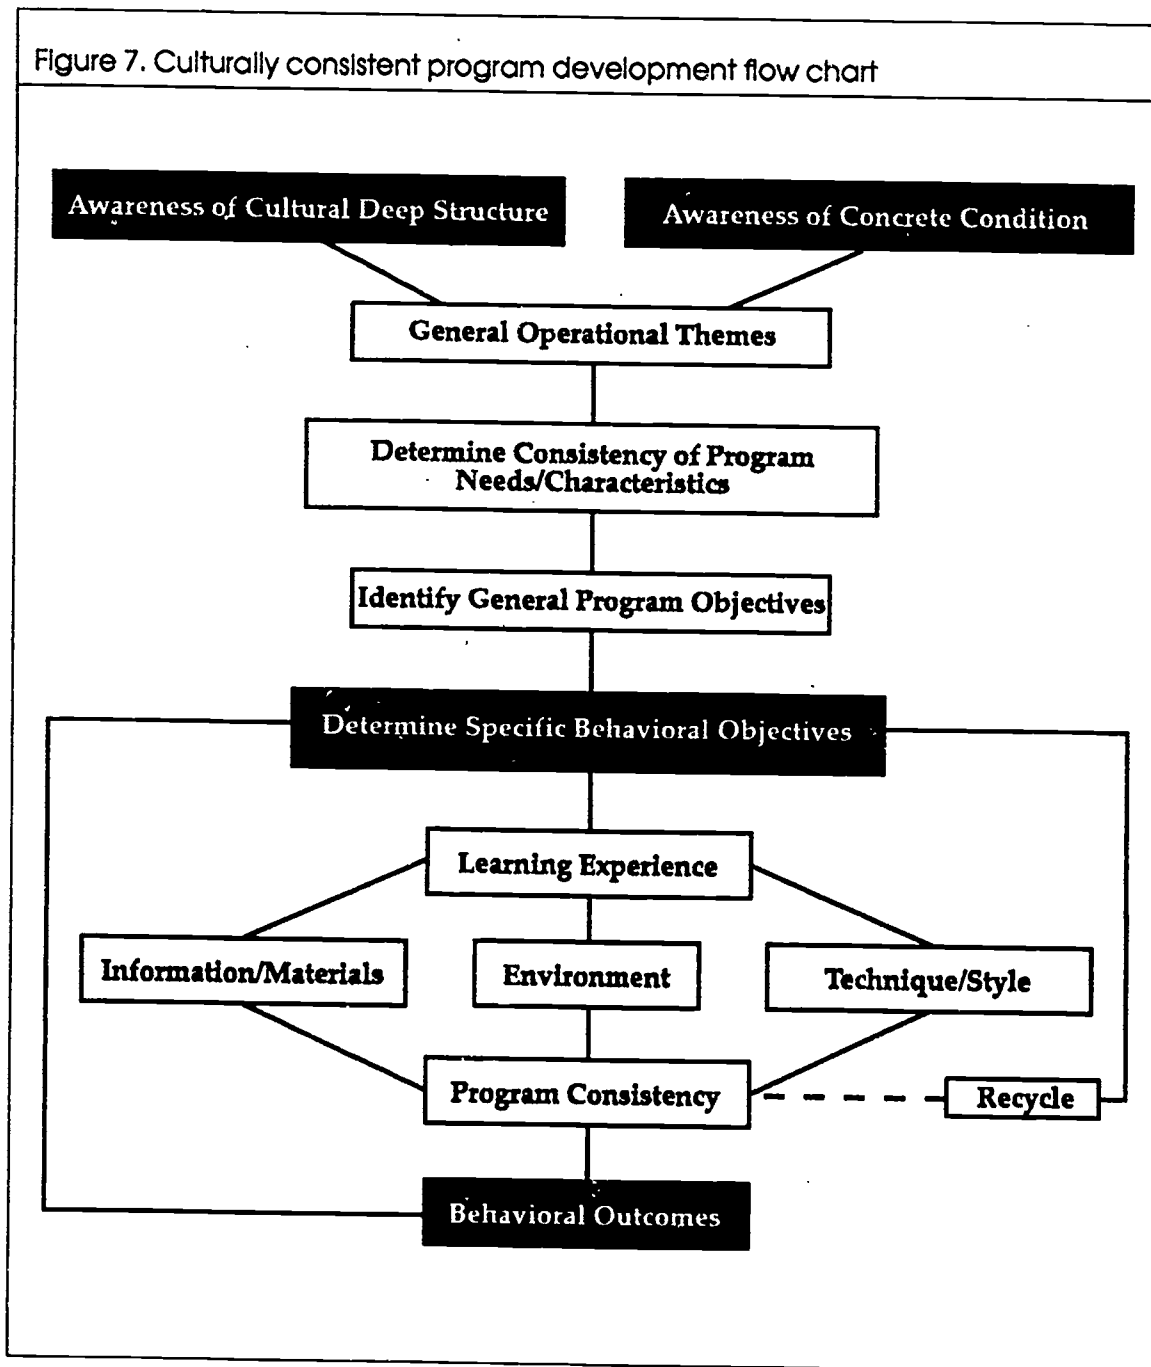 Figure 7. Culturally consistent program development flow chart
Awareness of Cultural Deep Structure
Awareness of Concrete Condition
General Operational Themes
Determine Consistency of Program
Needs/Characteristics
Identify General Program Objectives
Determine Specific Behavioral Objectives
Learning Experience
Information/Materials
Environment
Technique/Style
Program Consistency
Recycle
Behavioral Outcomes